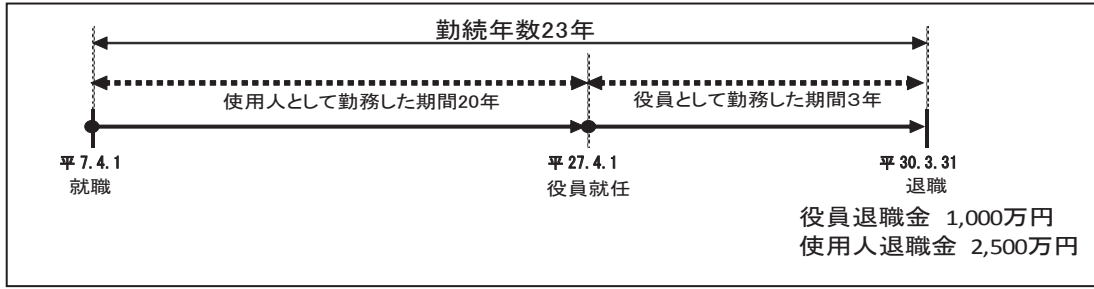 勤続年数23年
使用人として勤務した期間20年
役員として勤務した期間3年
平7.4.1
就職
平27.4.1
役員就任
平30.3.31
退職
役員退職金 1,000万円
使用人退職金 2,500万円